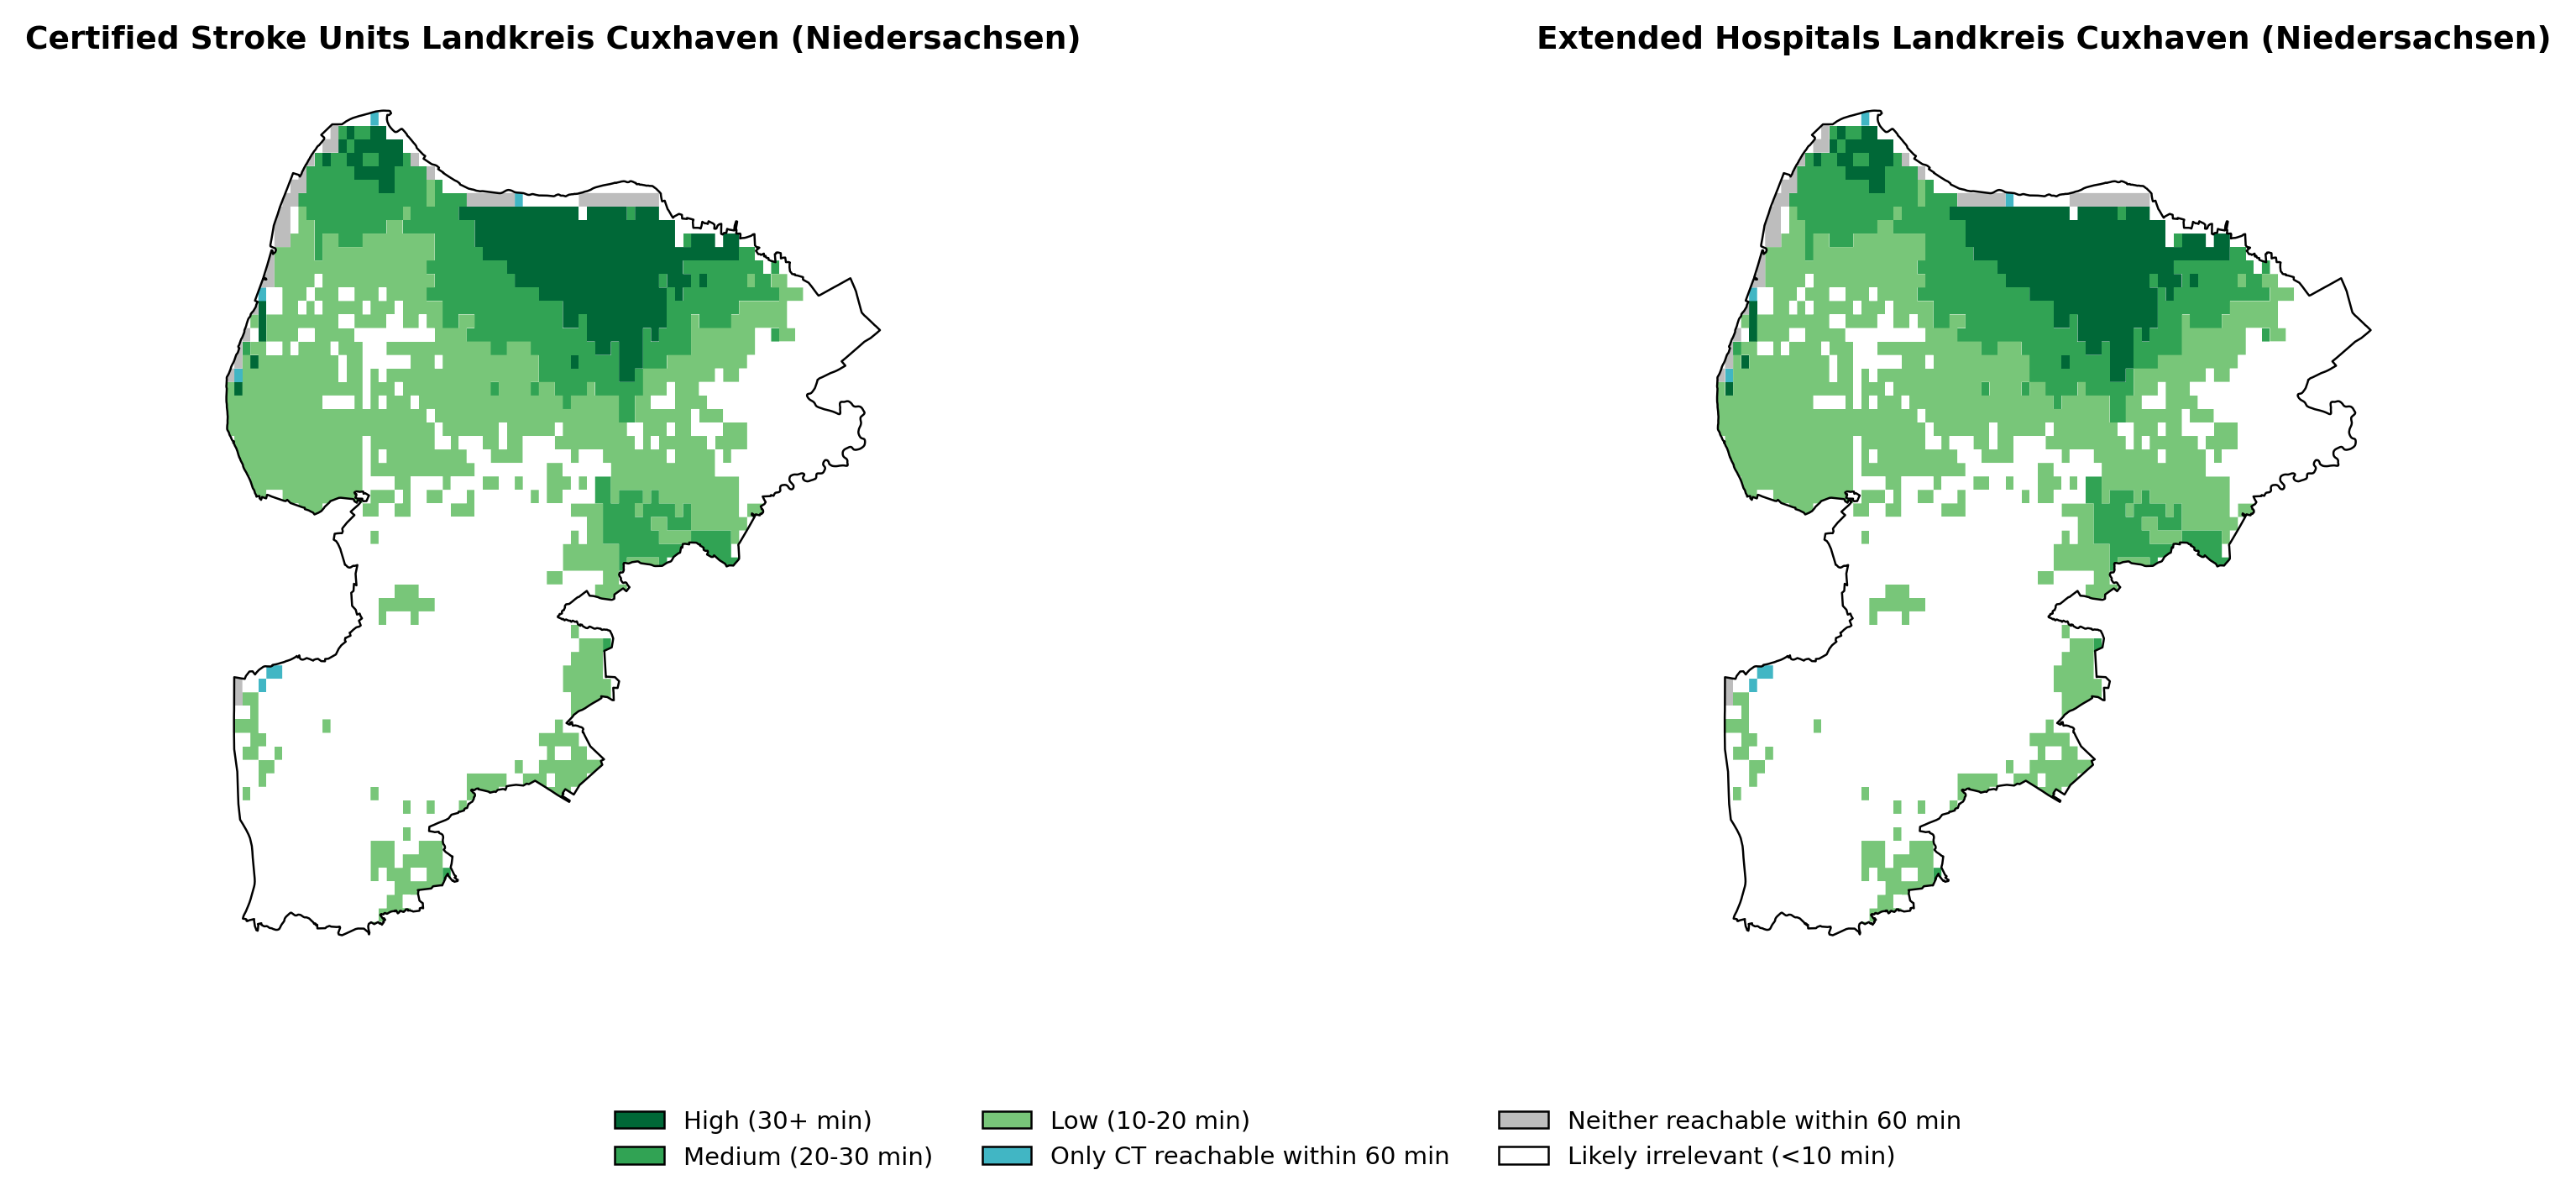 Certified Stroke Units Landkreis Cuxhaven (Niedersachsen)
Extended Hospitals Landkreis Cuxhaven (Niedersachsen)
High (30+ min)
Medium (20-30 min)
Low (10-20 min)
Only CT reachable within 60 min
Neither reachable within 60 min
Likely irrelevant (<10 min)